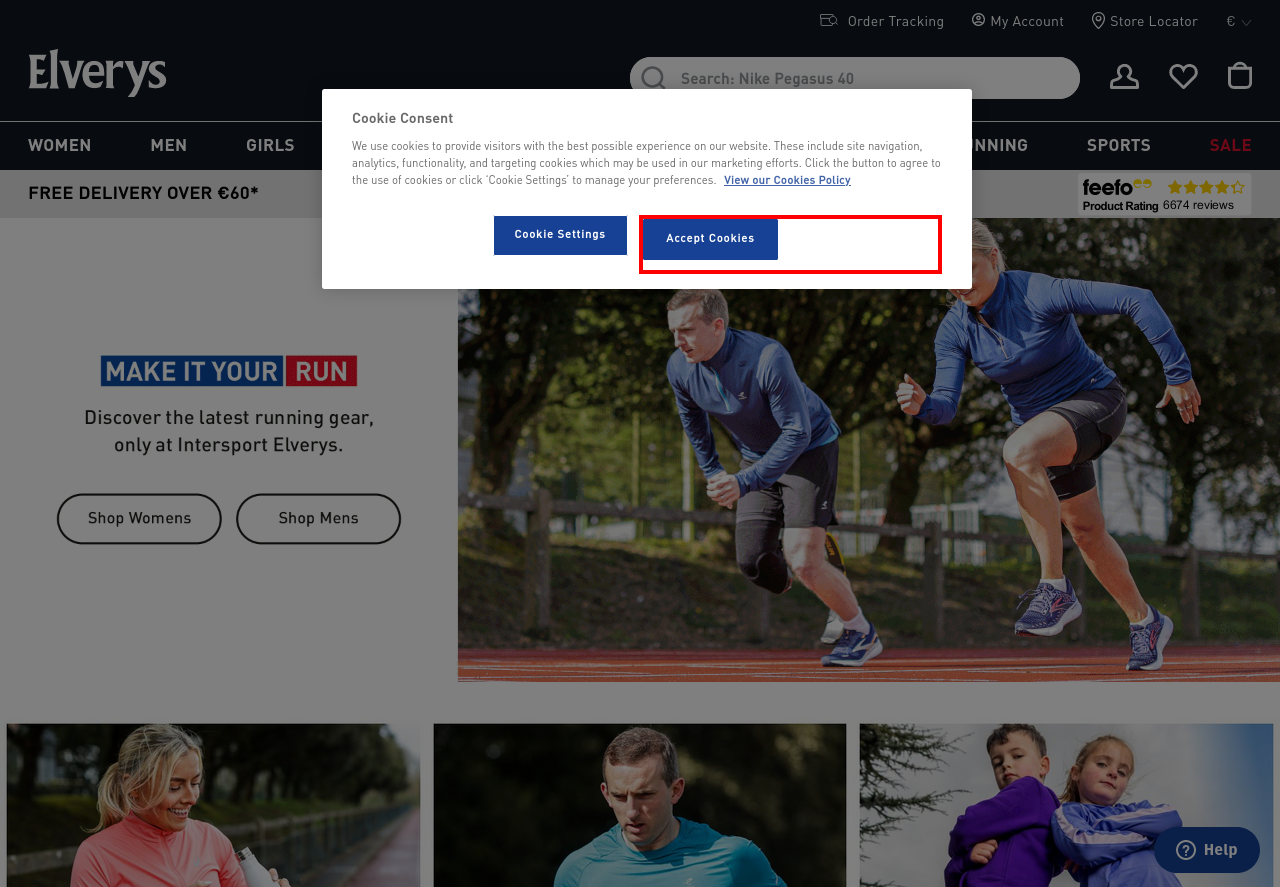 Order Tracking
My Account
Store Locator
€
Elverys
Search: Nike Pegasus 40
WOMEN
MEN
GIRLS
SPORTS
SALE
FREE DELIVERY OVER €60*
feefo
Product Rating
6674 reviews
Cookie Consent
We use cookies to provide visitors with the best possible experience on our website. These include site navigation,
analytics, functionality, and targeting cookies which may be used in our marketing efforts. Click the button to agree to
the use of cookies or click ‘Cookie Settings’ to manage your preferences. View our Cookies Policy
Cookie Settings
Accept Cookies
MAKE IT YOUR RUN
Discover the latest running gear,
only at Intersport Elverys.
Shop Womens
Shop Mens
Help